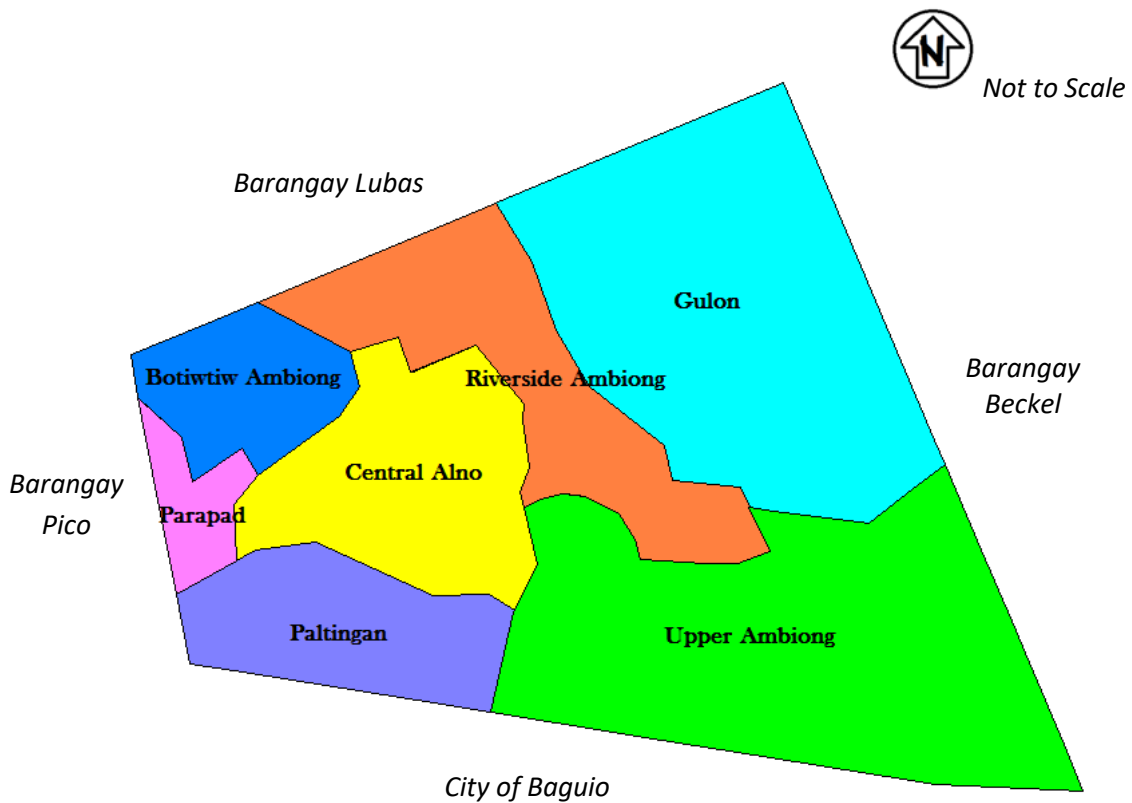 N
Not to Scale
Barangay Lubas
Gulon
Botiwtiw Ambiong
Riverside Ambiong
Barangay
Beckel
Central Alno
Barangay
Pico
Parapad
Paltingan
Upper Ambiong
City of Baguio